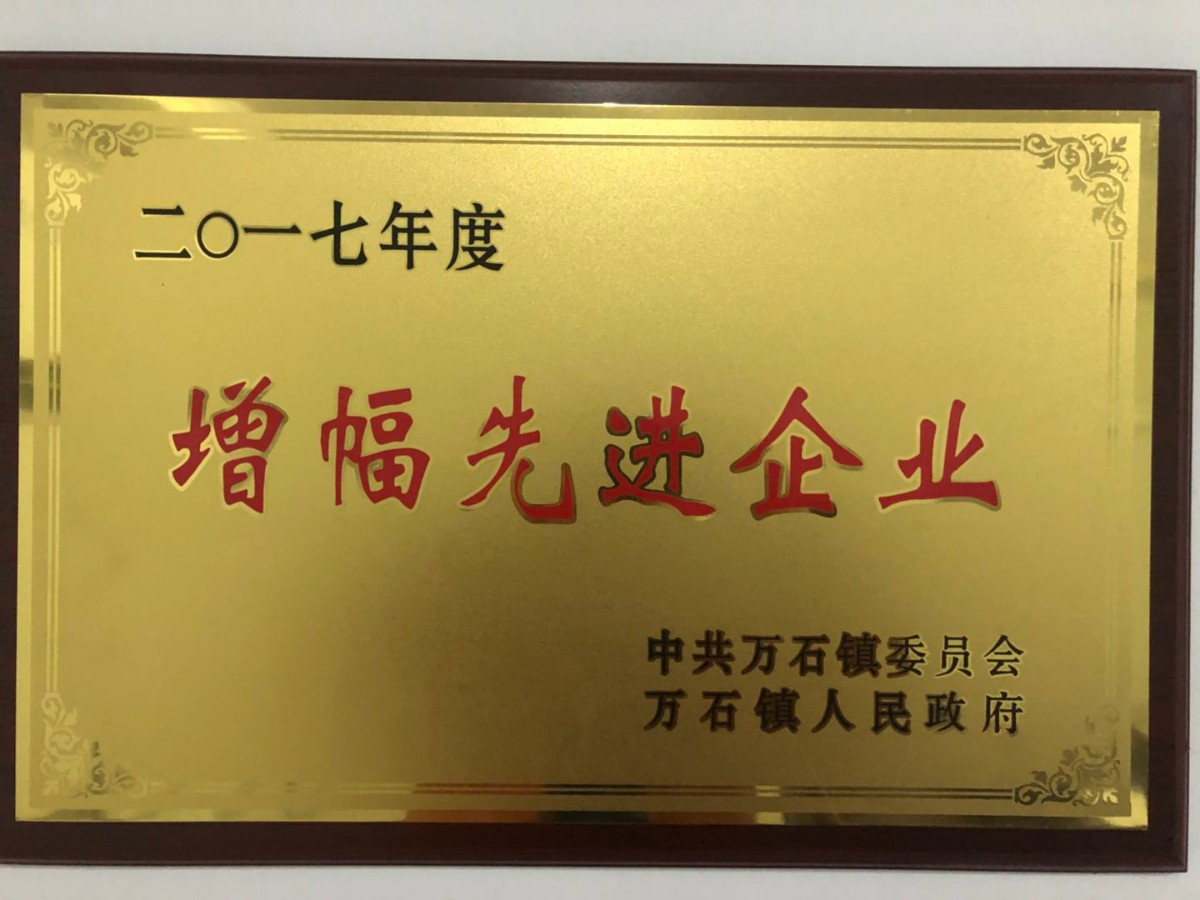 二〇一七年度
增幅先进企业
中共万石镇委员会
万石镇人民政府